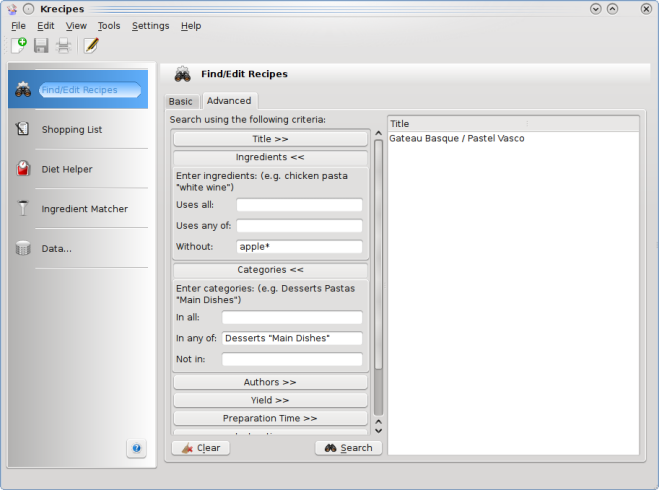 Krecipes
File Edit View Tools Settings Help
Find/Edit Recipes
Shopping List
Diet Helper
Ingredient Matcher
Data...
Find/Edit Recipes
Basic Advanced
Search using the following criteria:
Title >>
Ingredients <<
Enter ingredients: (e.g. chicken pasta
"white wine")
Uses all:
Uses any of:
Without: apple*
Categories <<
Enter categories: (e.g. Desserts Pastas
"Main Dishes")
In all:
In any of: Desserts "Main Dishes"
Not in:
Authors >>
Yield >>
Preparation Time >>
Clear Search
Title
Gateau Basque / Pastel Vasco